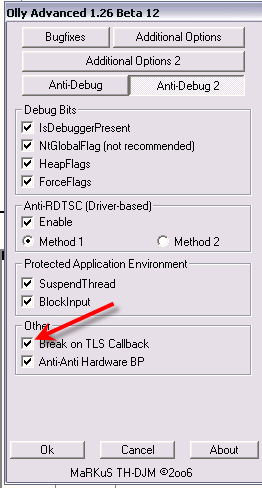 Olly Advanced 1.26 Beta 12
Bugfixes Additional Options
Additional Options 2
Anti-Debug Anti-Debug 2
Debug Bits
IsDebuggerPresent
NtGlobalFlag (not recommended)
HeapFlags
ForceFlags
Anti-RDTSC (Driver-based)
Enable
Method 1 Method 2
Protected Application Environment
SuspendThread
BlockInput
Other
Break on TLS Callback
Anti-Anti Hardware BP
Ok Cancel About
MaRKuS TH-DJM ©2oo6